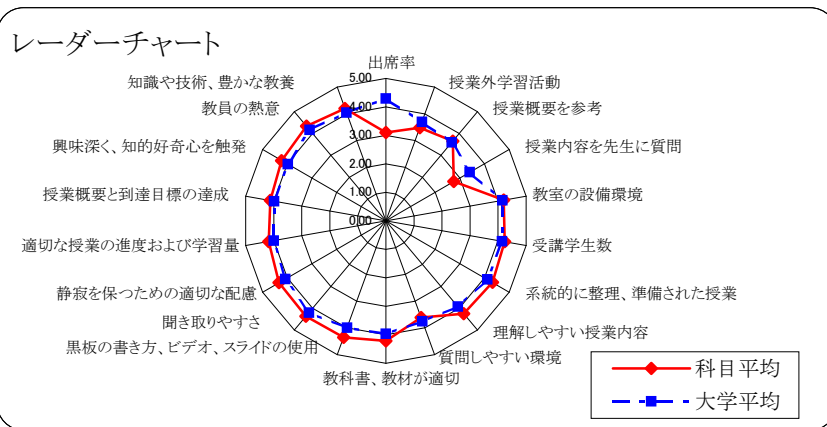 レーダーチャート
出席率
授業外学習活動
授業概要を参考
授業内容を先生に質問
教室の設備環境
受講学生数
系統的に整理、準備された授業
理解しやすい授業内容
質問しやすい環境
教科書、教材が適切
黒板の書き方、ビデオ、スライドの使用
聞き取りやすさ
静寂を保つための適切な配慮
適切な授業の進度および学習量
授業概要と到達目標の達成
興味深く、知的好奇心を触発
教員の熱意
知識や技術、豊かな教養
5.00
4.00
3.00
2.00
1.00
0.00
科目平均
大学平均